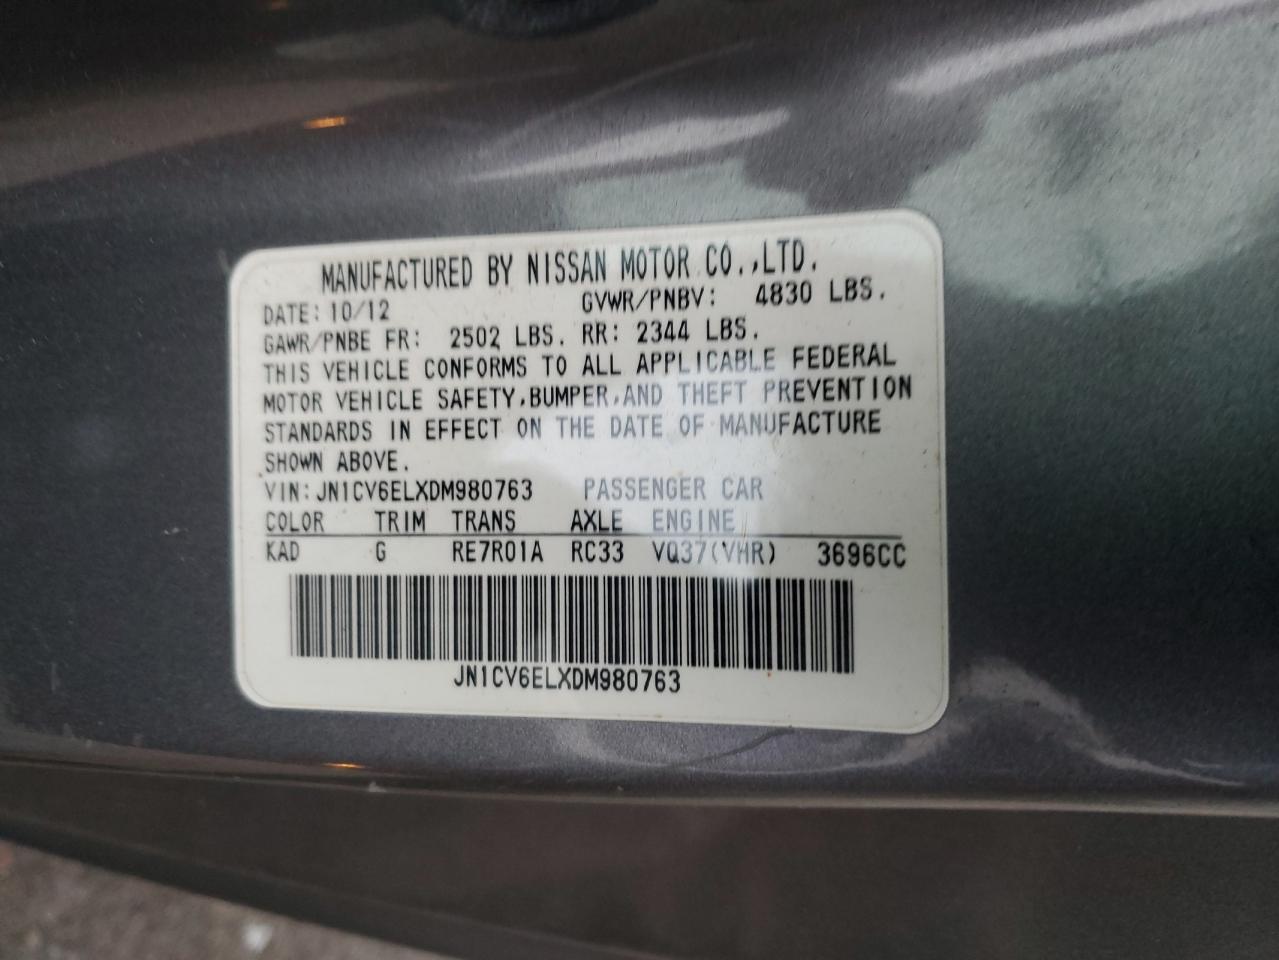 MANUFACTURED BY NISSAN MOTOR CO.,LTD.
DATE: 10/12 GVWR/PNBV: 4830 LBS.
GAWR/PNBE FR: 2502 LBS. RR: 2344 LBS.
THIS VEHICLE CONFORMS TO ALL APPLICABLE FEDERAL
MOTOR VEHICLE SAFETY,BUMPER,AND THEFT PREVENTION
STANDARDS IN EFFECT ON THE DATE OF MANUFACTURE
SHOWN ABOVE.
VIN:JN1CV6ELXDM980763 PASSENGER CAR
COLOR TRIM TRANS AXLE ENGINE
KAD G RE7R01A RC33 VQ37(VHR) 3696CC
JN1CV6ELXDM980763